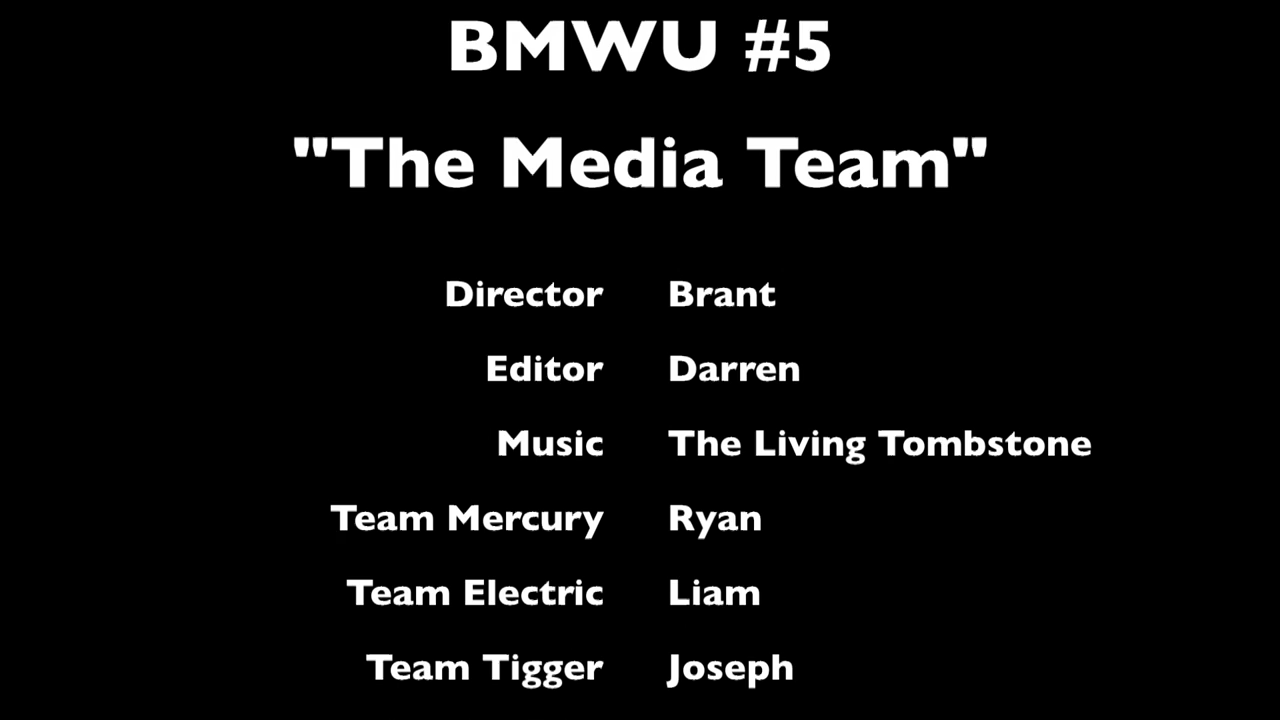 BMWU #5
"The Media Team"
Director Brant
Editor Darren
Music The Living Tombstone
Team Mercury Ryan
Team Electric Liam
Team Tigger Joseph